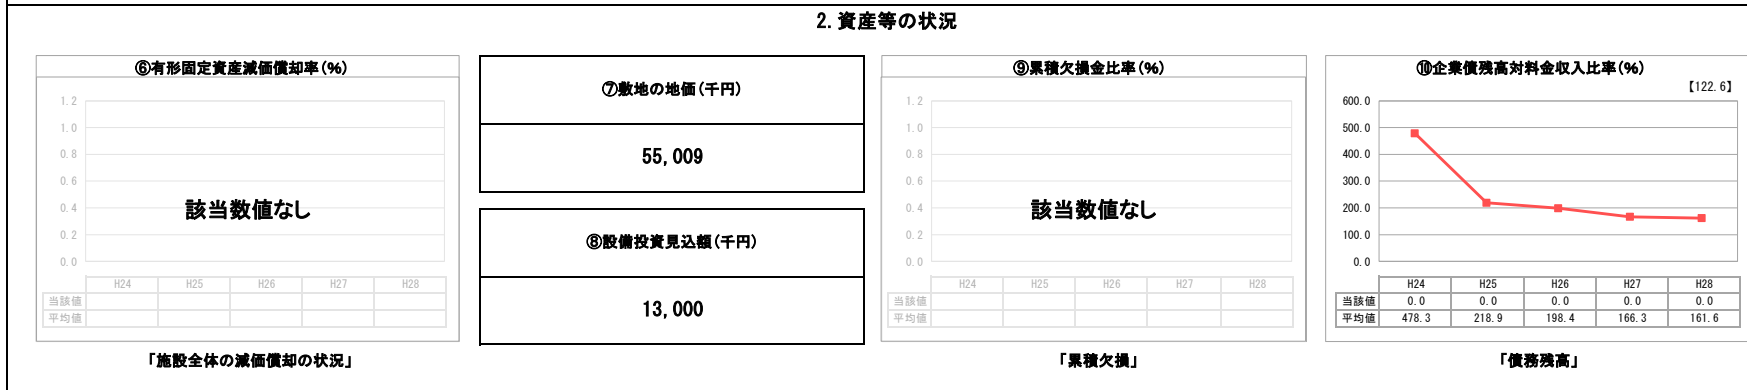 2. 資産等の状況
⑥有形固定資産減価償却率(%)
1.2
1.0
0.8
0.6
0.4
0.2
0.0
該当数値なし
H24 H25 H26 H27 H28
当該値
平均値
「施設全体の減価償却の状況」
⑦敷地の地価(千円)
55,009
⑧設備投資見込額(千円)
13,000
⑨累積欠損金比率(%)
1.2
1.0
0.8
0.6
0.4
0.2
0.0
該当数値なし
H24 H25 H26 H27 H28
当該値
平均値
「累積欠損」
⑩企業債残高対料金収入比率(%)
【122.6】
600.0
500.0
400.0
300.0
200.0
100.0
0.0
H24 H25 H26 H27 H28
当該値 0.0 0.0 0.0 0.0 0.0
平均値 478.3 218.9 198.4 166.3 161.6
「債務残高」